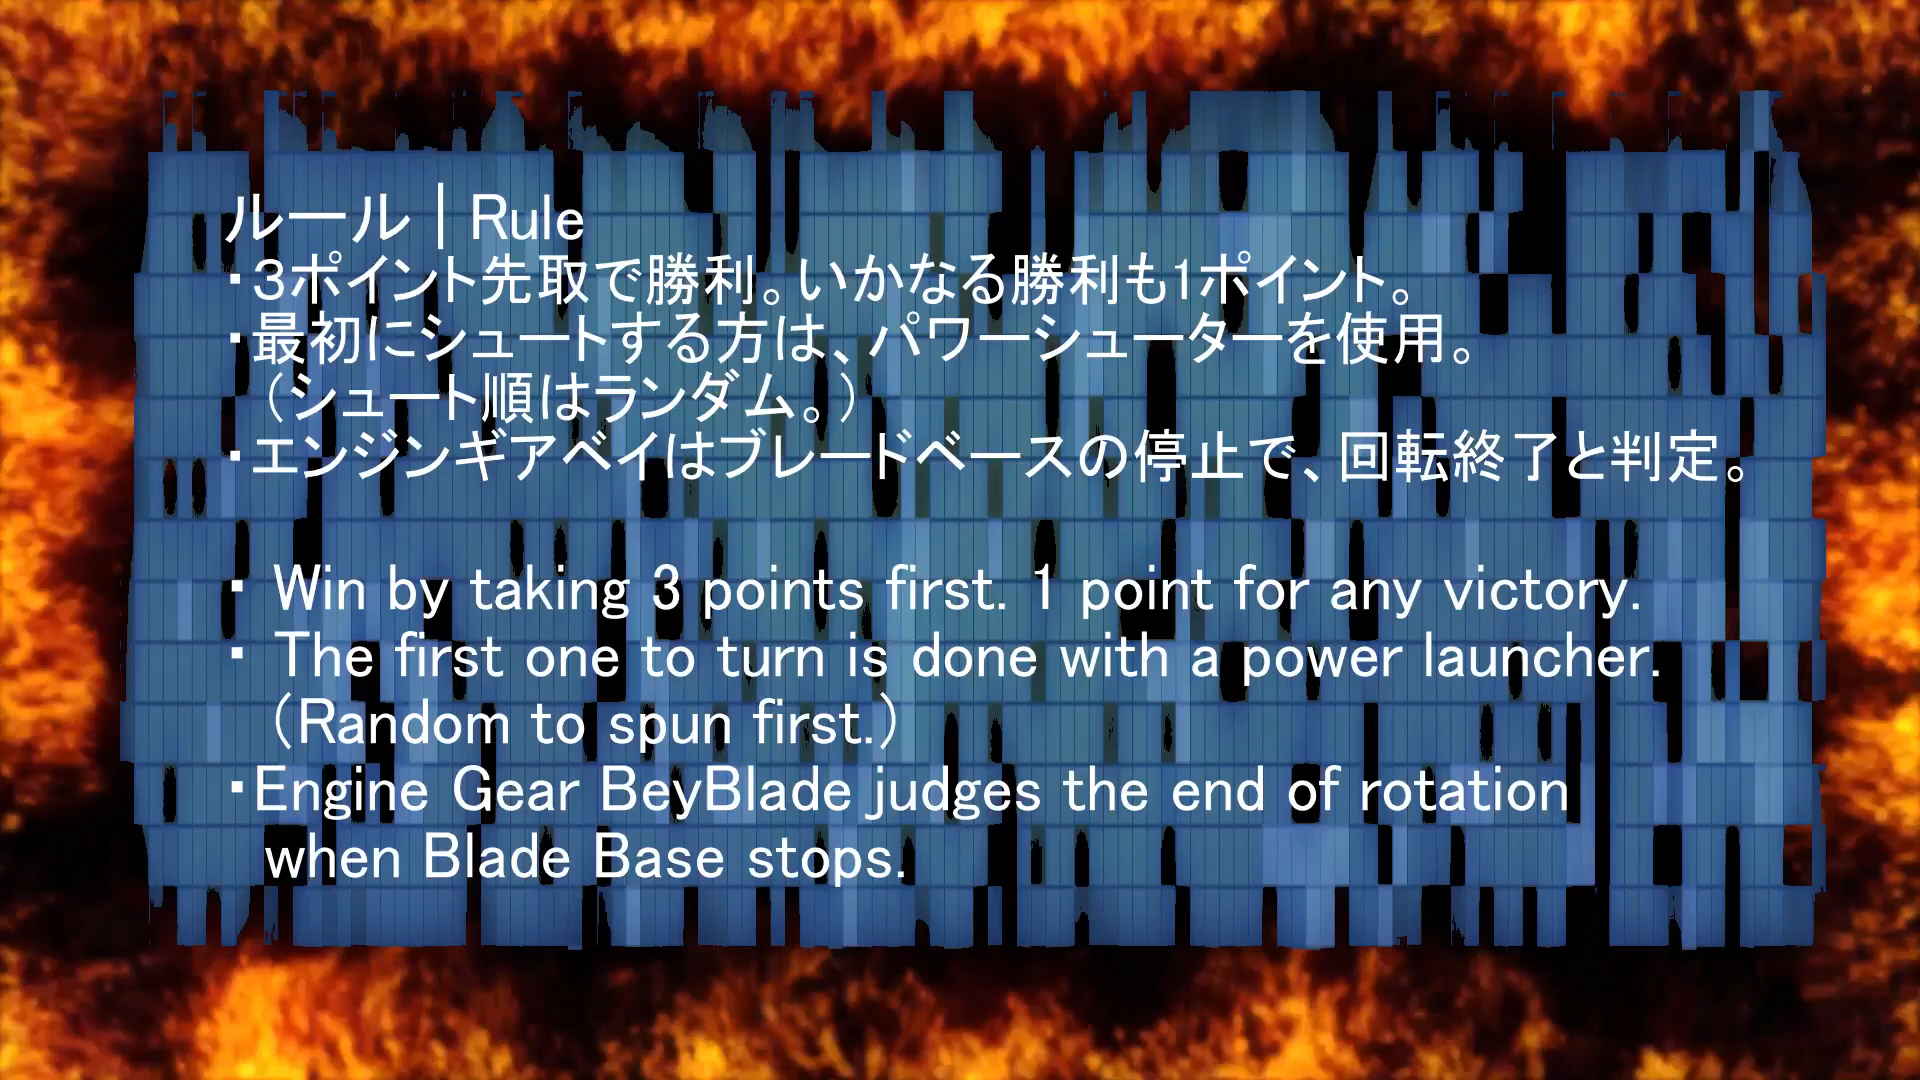 ルール｜Rule
・３ポイント先取で勝利。いかなる勝利も1ポイント。
・最初にシュートする方は、パワーシューターを使用。
（シュート順はランダム。）
・エンジンギアベイはブレードベースの停止で、回転終了と判定。
・ Win by taking 3 points first. 1 point for any victory.
・ The first one to turn is done with a power launcher.
（Random to spun first.）
・Engine Gear BeyBlade judges the end of rotation
when Blade Base stops.